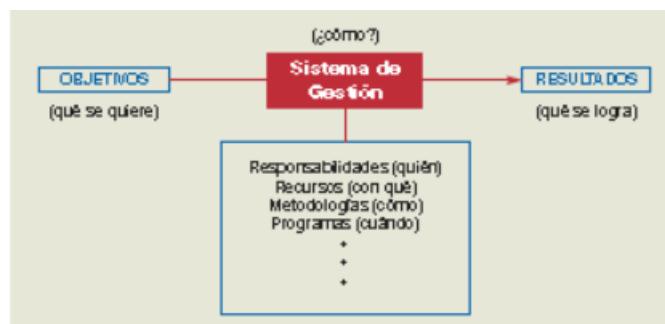 (¿cómo?)
Sistema de
Gestión
OBJETIVOS
(qué se quiere)
RESULTADOS
(qué se logra)
Responsabilidades (quién)
Recursos (con qué)
Metodologías (cómo)
Programas (cuándo)